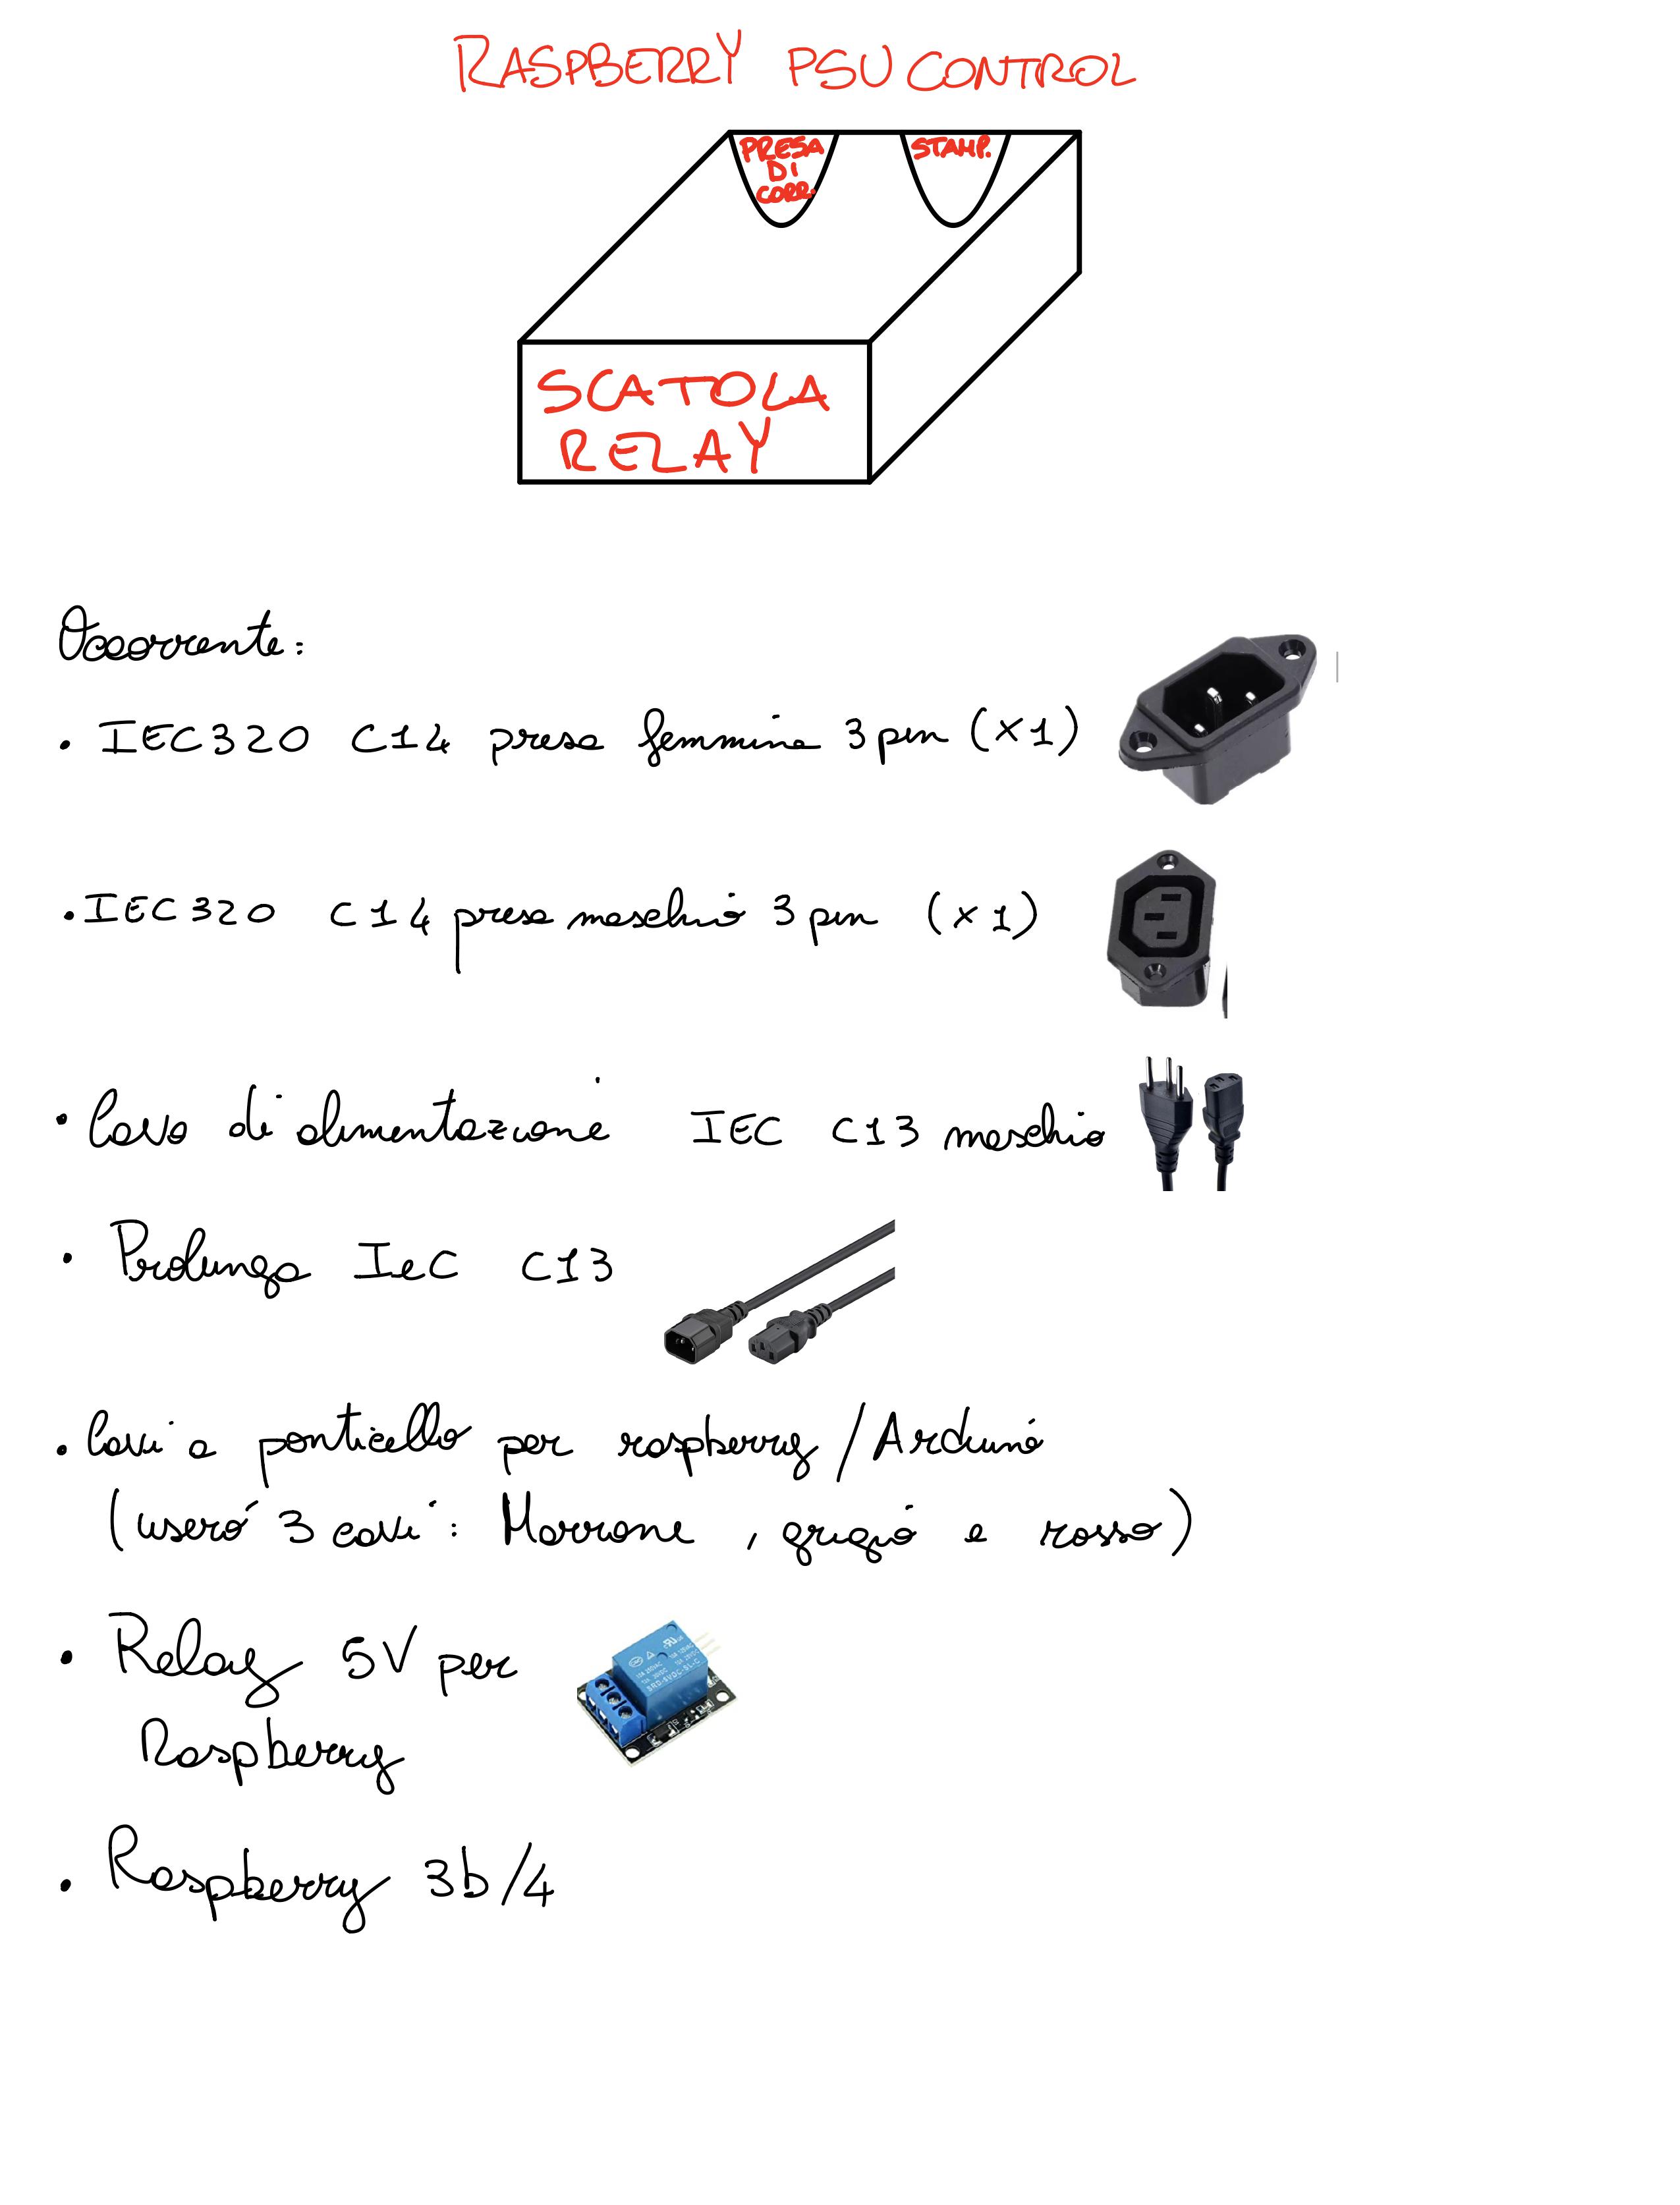 RASPBERRY PSU CONTROL
PRESA
DI
CORR.
STAMP.
SCATOLA
RELAY
Occorrente:
• IEC320 C14 presa femmina 3 pin (x1)
• IEC320 C14 presa maschio 3 pin (x1)
• Cavo di alimentazione IEC C13 maschio
• Prolunga IeC C13
• Cavi a ponticello per raspberry / Arduino
(userò 3 cavi: Marrone, grigio e rosso)
• Relay 5V per
Raspberry
• Raspberry 3b/4